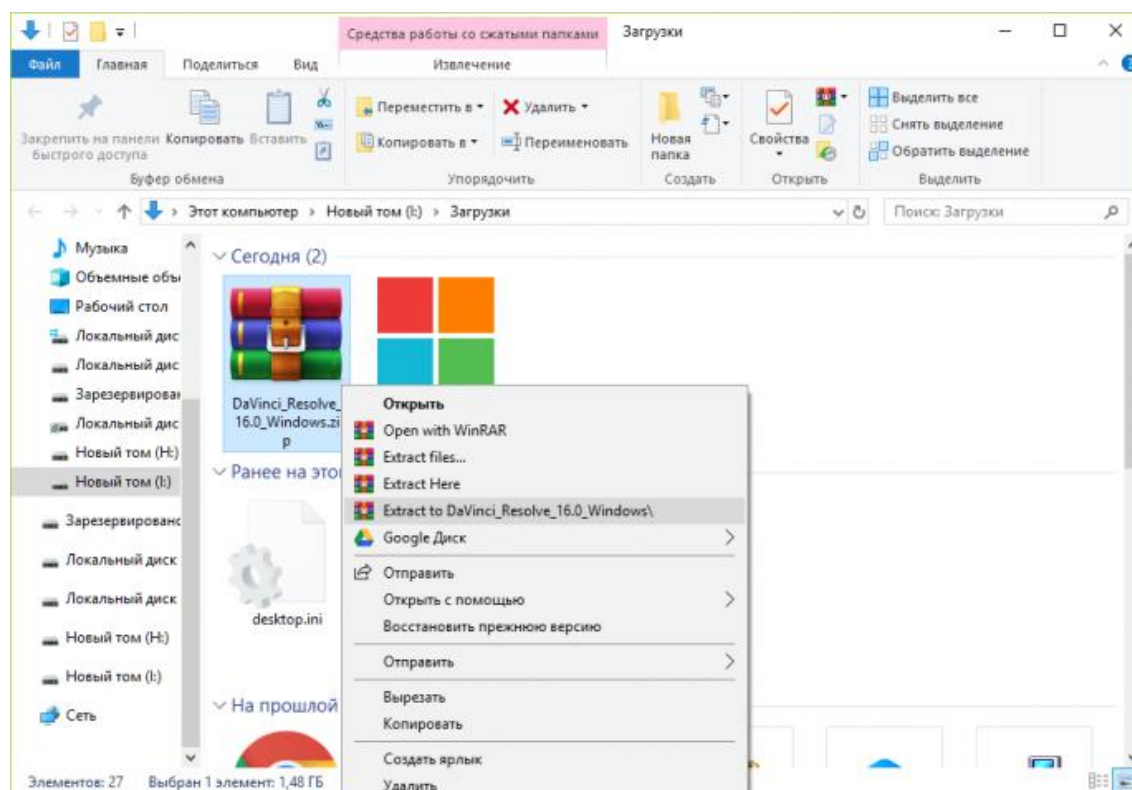 Средства работы со сжатыми папками
Загрузки
Файл
Главная
Поделиться
Вид
Извлечение
Закрепить на панели быстрого доступа
Копировать
Вставить
Переместить в
Копировать в
Удалить
Переименовать
Новая папка
Свойства
Выделить все
Снять выделение
Обратить выделение
Буфер обмена
Упорядочить
Создать
Открыть
Выделить
Этот компьютер > Новый том (I:) > Загрузки
Поиск: Загрузки
Музыка
Объемные объ
Рабочий стол
Локальный дис
Локальный дис
Зарезервирован
Локальный дис
Новый том (H:)
Новый том (I:)
Зарезервировано
Локальный диск
Локальный диск
Новый том (H:)
Новый том (I:)
Сеть
Сегодня (2)
DaVinci_Resolve_
16.0_Windows.zi
p
Ранее на это
desktop.ini
На прошлой
Открыть
Open with WinRAR
Extract files...
Extract Here
Extract to DaVinci_Resolve_16.0_Windows\
Google Диск
Отправить
Открыть с помощью
Восстановить прежнюю версию
Отправить
Вырезать
Копировать
Создать ярлык
Удалить
Элементов: 27
Выбран 1 элемент: 1,48 ГБ